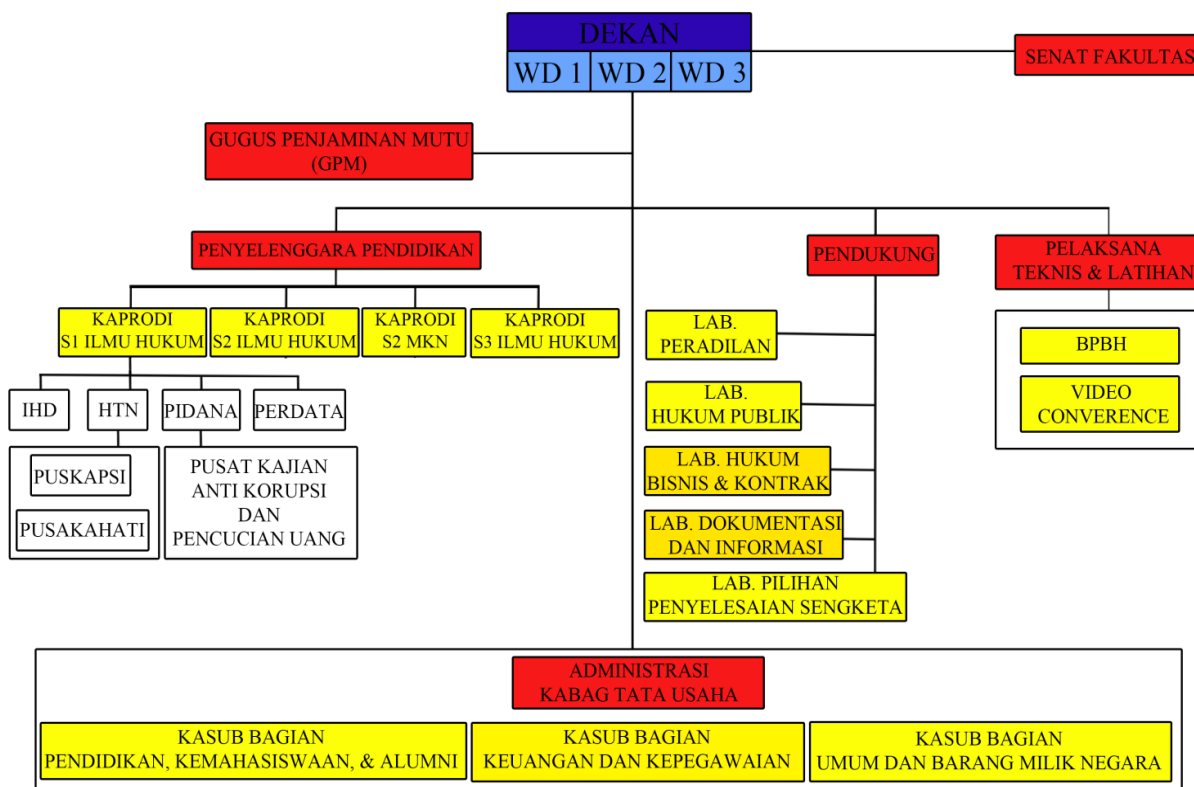 DEKAN
WD 1
WD 2
WD 3
SENAT FAKULTAS
GUGUS PENJAMINAN MUTU
(GPM)
PENYELENGGARA PENDIDIKAN
PENDUKUNG
PELAKSANA
TEKNIS & LATIHAN
KAPRODI
S1 ILMU HUKUM
KAPRODI
S2 ILMU HUKUM
KAPRODI
S2 MKN
KAPRODI
S3 ILMU HUKUM
IHD
HTN
PIDANA
PERDATA
PUSKAPSI
PUSAKAHATI
PUSAT KAJIAN
ANTI KORUPSI
DAN
PENCUCIAN UANG
LAB.
PERADILAN
LAB.
HUKUM PUBLIK
LAB. HUKUM
BISNIS & KONTRAK
LAB. DOKUMENTASI
DAN INFORMASI
LAB. PILIHAN
PENYELESAIAN SENGKETA
BPBH
VIDEO
CONVERENCE
ADMINISTRASI
KABAG TATA USAHA
KASUB BAGIAN
PENDIDIKAN, KEMAHASISWAAN, & ALUMNI
KASUB BAGIAN
KEUANGAN DAN KEPEGAWAIAN
KASUB BAGIAN
UMUM DAN BARANG MILIK NEGARA